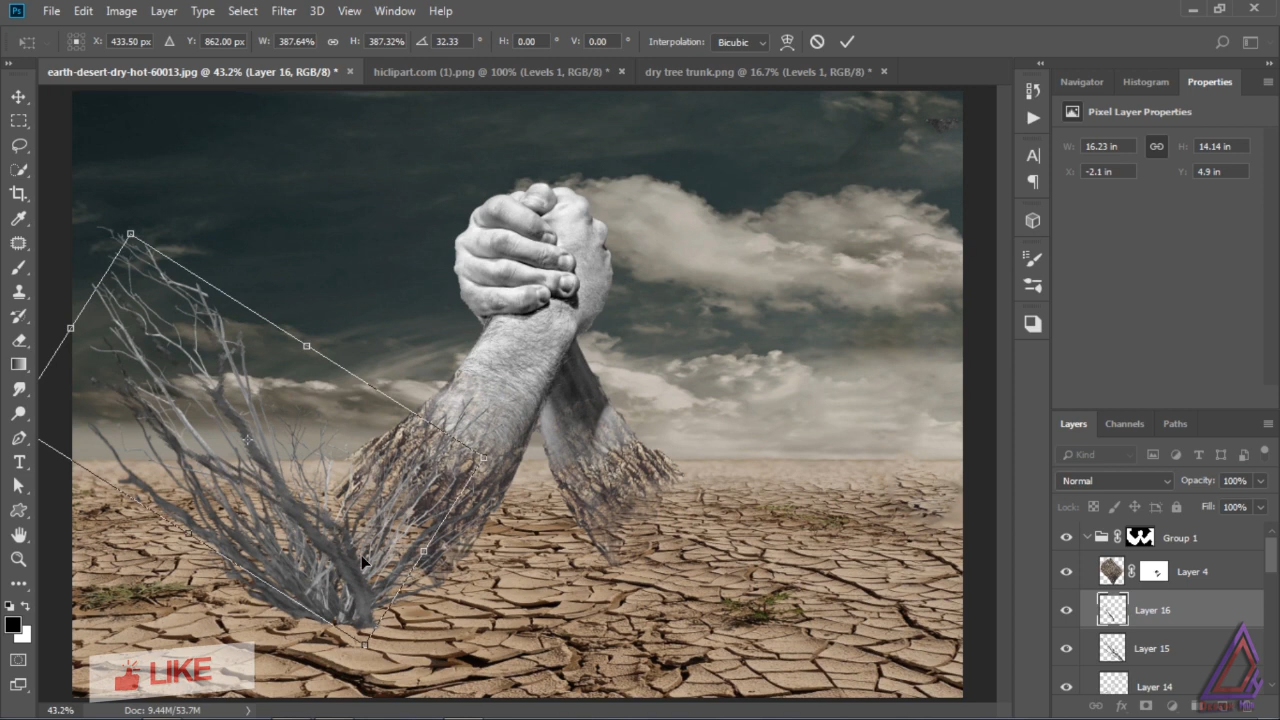 Ps File Edit Image Layer Type Select Filter 3D View Window Help
X: 433.50 px Y: 862.00 px W: 387.64% H: 387.32% 32.33 ° H: 0.00 ° V: 0.00 ° Interpolation: Bicubic
earth-desert-dry-hot-60013.jpg @ 43.2% (Layer 16, RGB/8) * × hiclipart.com (1).png @ 100% (Levels 1, RGB/8) * × dry tree trunk.png @ 16.7% (Levels 1, RGB/8) * ×
Navigator Histogram Properties
Pixel Layer Properties
W: 16.23 in H: 14.14 in
X: -2.1 in Y: 4.9 in
Layers Channels Paths
Kind
Normal Opacity: 100%
Lock: Fill: 100%
Group 1
Layer 4
Layer 16
Layer 15
Layer 14
LIKE
43.2% Doc: 9.44M/53.7M